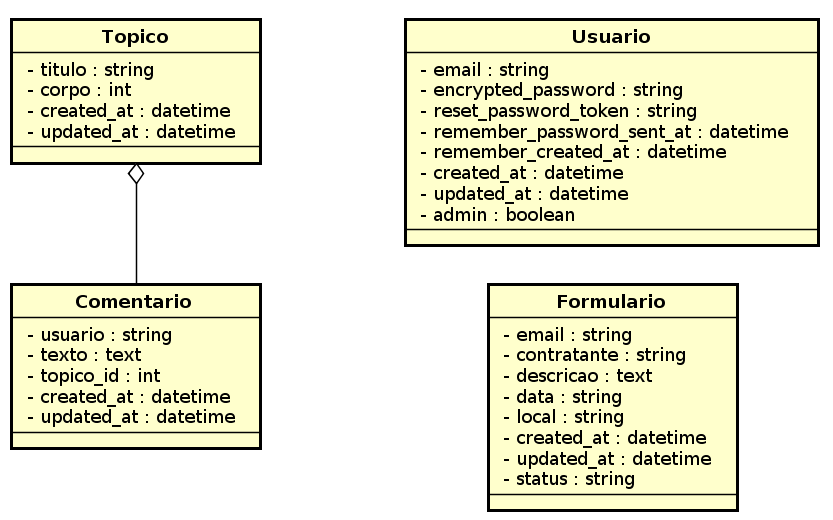 Topico
- titulo : string
- corpo : int
- created_at : datetime
- updated_at : datetime
Usuario
- email : string
- encrypted_password : string
- reset_password_token : string
- remember_password_sent_at : datetime
- remember_created_at : datetime
- created_at : datetime
- updated_at : datetime
- admin : boolean
Comentario
- usuario : string
- texto : text
- topico_id : int
- created_at : datetime
- updated_at : datetime
Formulario
- email : string
- contratante : string
- descricao : text
- data : string
- local : string
- created_at : datetime
- updated_at : datetime
- status : string